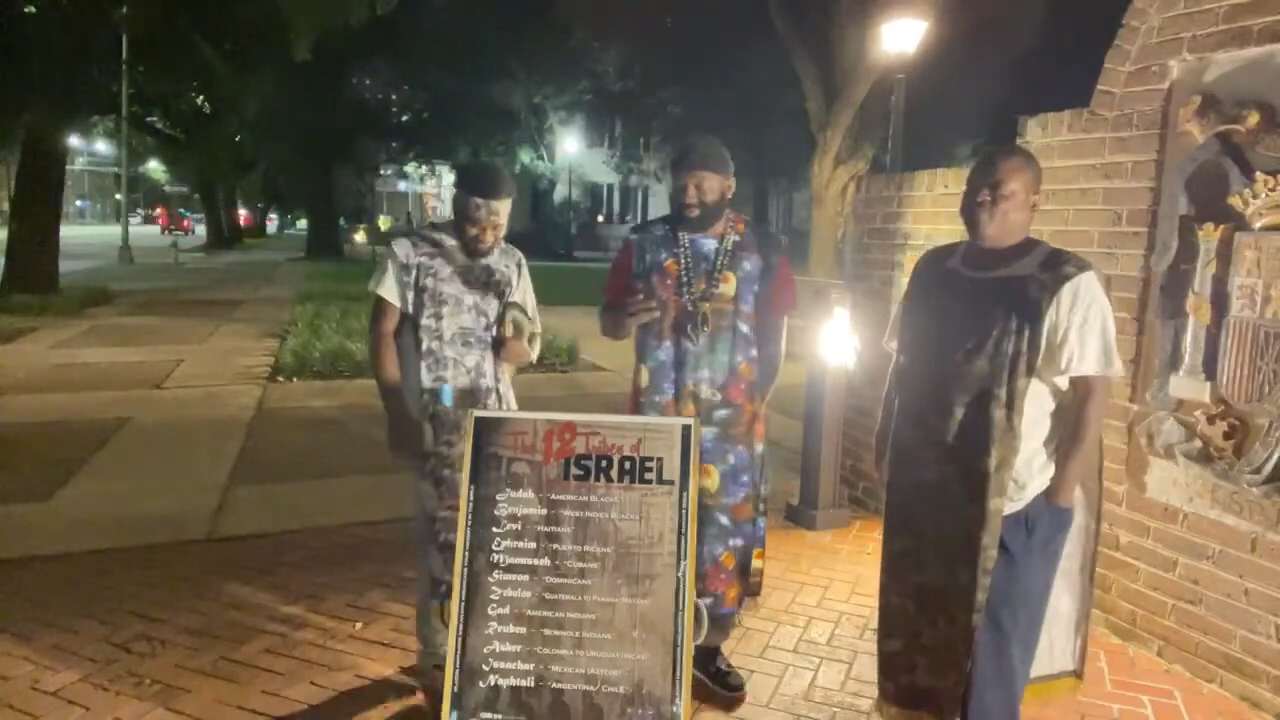 The 12 Tribes of
ISRAEL
Judah - "AMERICAN BLACKS"
Benjamin - "WEST INDIES BLACKS"
Levi - "HAITIANS"
Ephraim - "PUERTO RICANS"
Manasseh - "CUBANS"
Simeon - "DOMINICANS"
Zebulon - "GUATEMALA TO PANAMA (MAYANS)"
Gad - "AMERICAN INDIANS"
Reuben - "SEMINOLE INDIANS"
Asher - "COLOMBIA TO URUGUAY (INCAS)"
Issachar - "MEXICAN (AZTECS)"
Naphtali - "ARGENTINA / CHILE"